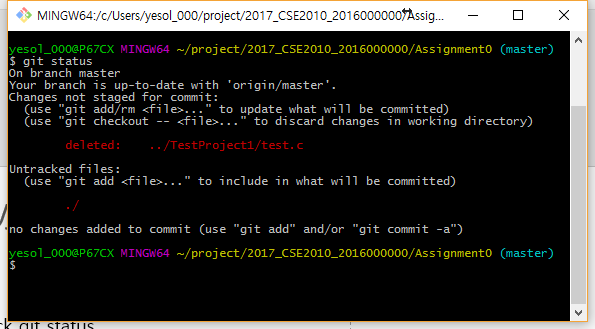 MINGW64:/c/Users/yesol_000/project/2017_CSE2010_2016000000/Assig...
yesol_000@P67CX MINGW64 ~/project/2017_CSE2010_2016000000/Assignment0 (master)
$ git status
On branch master
Your branch is up-to-date with 'origin/master'.
Changes not staged for commit:
  (use "git add/rm <file>..." to update what will be committed)
  (use "git checkout -- <file>..." to discard changes in working directory)
        deleted:    ../TestProject1/test.c
Untracked files:
  (use "git add <file>..." to include in what will be committed)
        ./
no changes added to commit (use "git add" and/or "git commit -a")
yesol_000@P67CX MINGW64 ~/project/2017_CSE2010_2016000000/Assignment0 (master)
$
git status